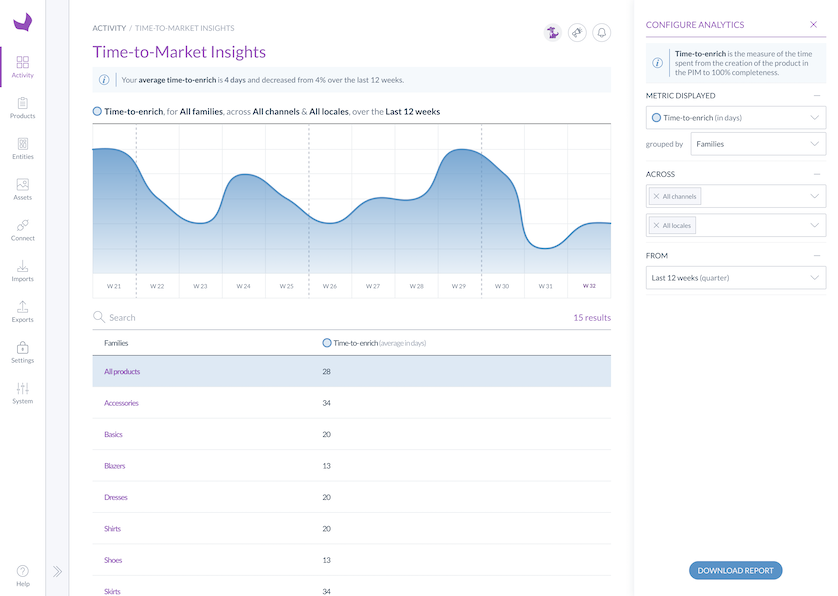 Activity
Products
Entities
Assets
Connect
Imports
Exports
Settings
System
Help
ACTIVITY / TIME-TO-MARKET INSIGHTS
Time-to-Market Insights
Your average time-to-enrich is 4 days and decreased from 4% over the last 12 weeks.
Time-to-enrich, for All families, across All channels & All locales, over the Last 12 weeks
W 21 W 22 W 23 W 24 W 25 W 26 W 27 W 28 W 29 W 30 W 31 W 32
Search 15 results
Families Time-to-enrich (average in days)
All products 28
Accessories 34
Basics 20
Blazers 13
Dresses 20
Shirts 20
Shoes 13
Skirts 34
CONFIGURE ANALYTICS
Time-to-enrich is the measure of the time
spent from the creation of the product in
the PIM to 100% completeness.
METRIC DISPLAYED
Time-to-enrich (in days)
grouped by Families
ACROSS
All channels
All locales
FROM
Last 12 weeks (quarter)
DOWNLOAD REPORT